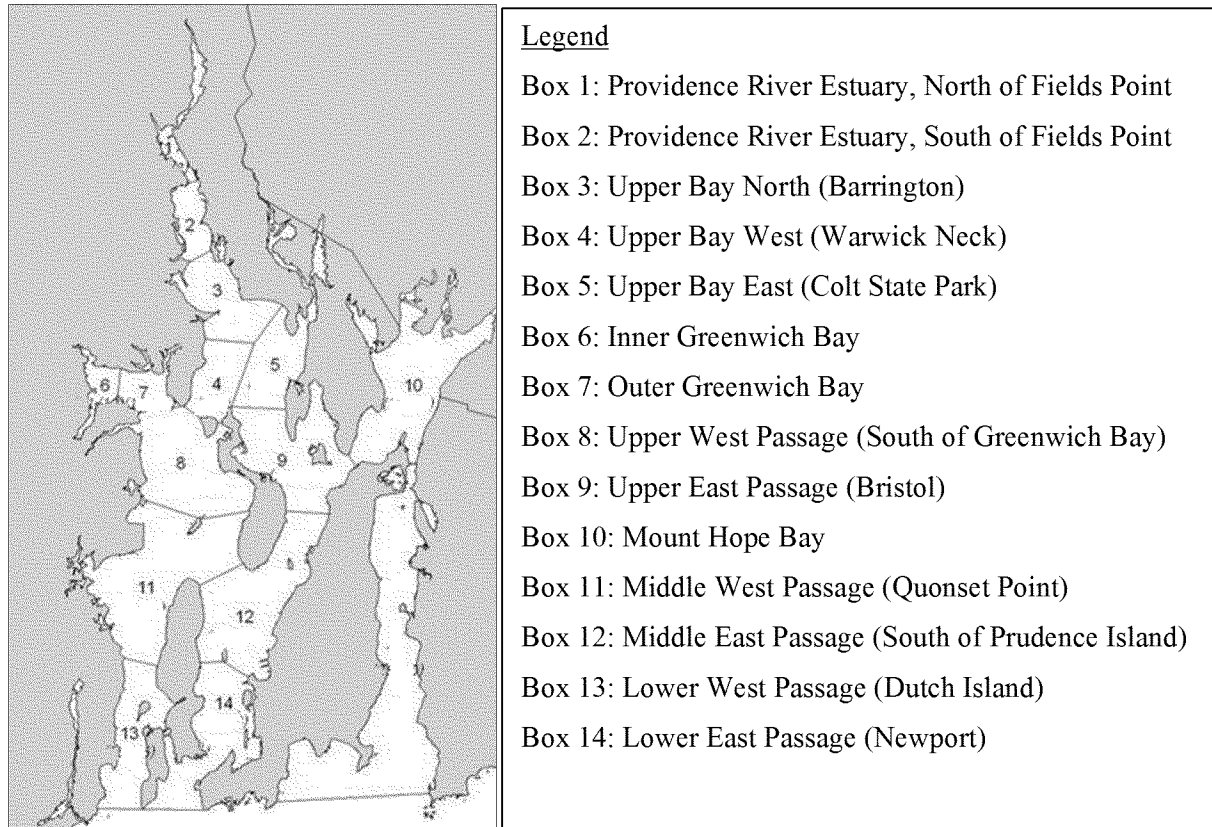 Legend
Box 1: Providence River Estuary, North of Fields Point
Box 2: Providence River Estuary, South of Fields Point
Box 3: Upper Bay North (Barrington)
Box 4: Upper Bay West (Warwick Neck)
Box 5: Upper Bay East (Colt State Park)
Box 6: Inner Greenwich Bay
Box 7: Outer Greenwich Bay
Box 8: Upper West Passage (South of Greenwich Bay)
Box 9: Upper East Passage (Bristol)
Box 10: Mount Hope Bay
Box 11: Middle West Passage (Quonset Point)
Box 12: Middle East Passage (South of Prudence Island)
Box 13: Lower West Passage (Dutch Island)
Box 14: Lower East Passage (Newport)
1
2
3
4
5
6
7
8
9
10
11
12
13
14